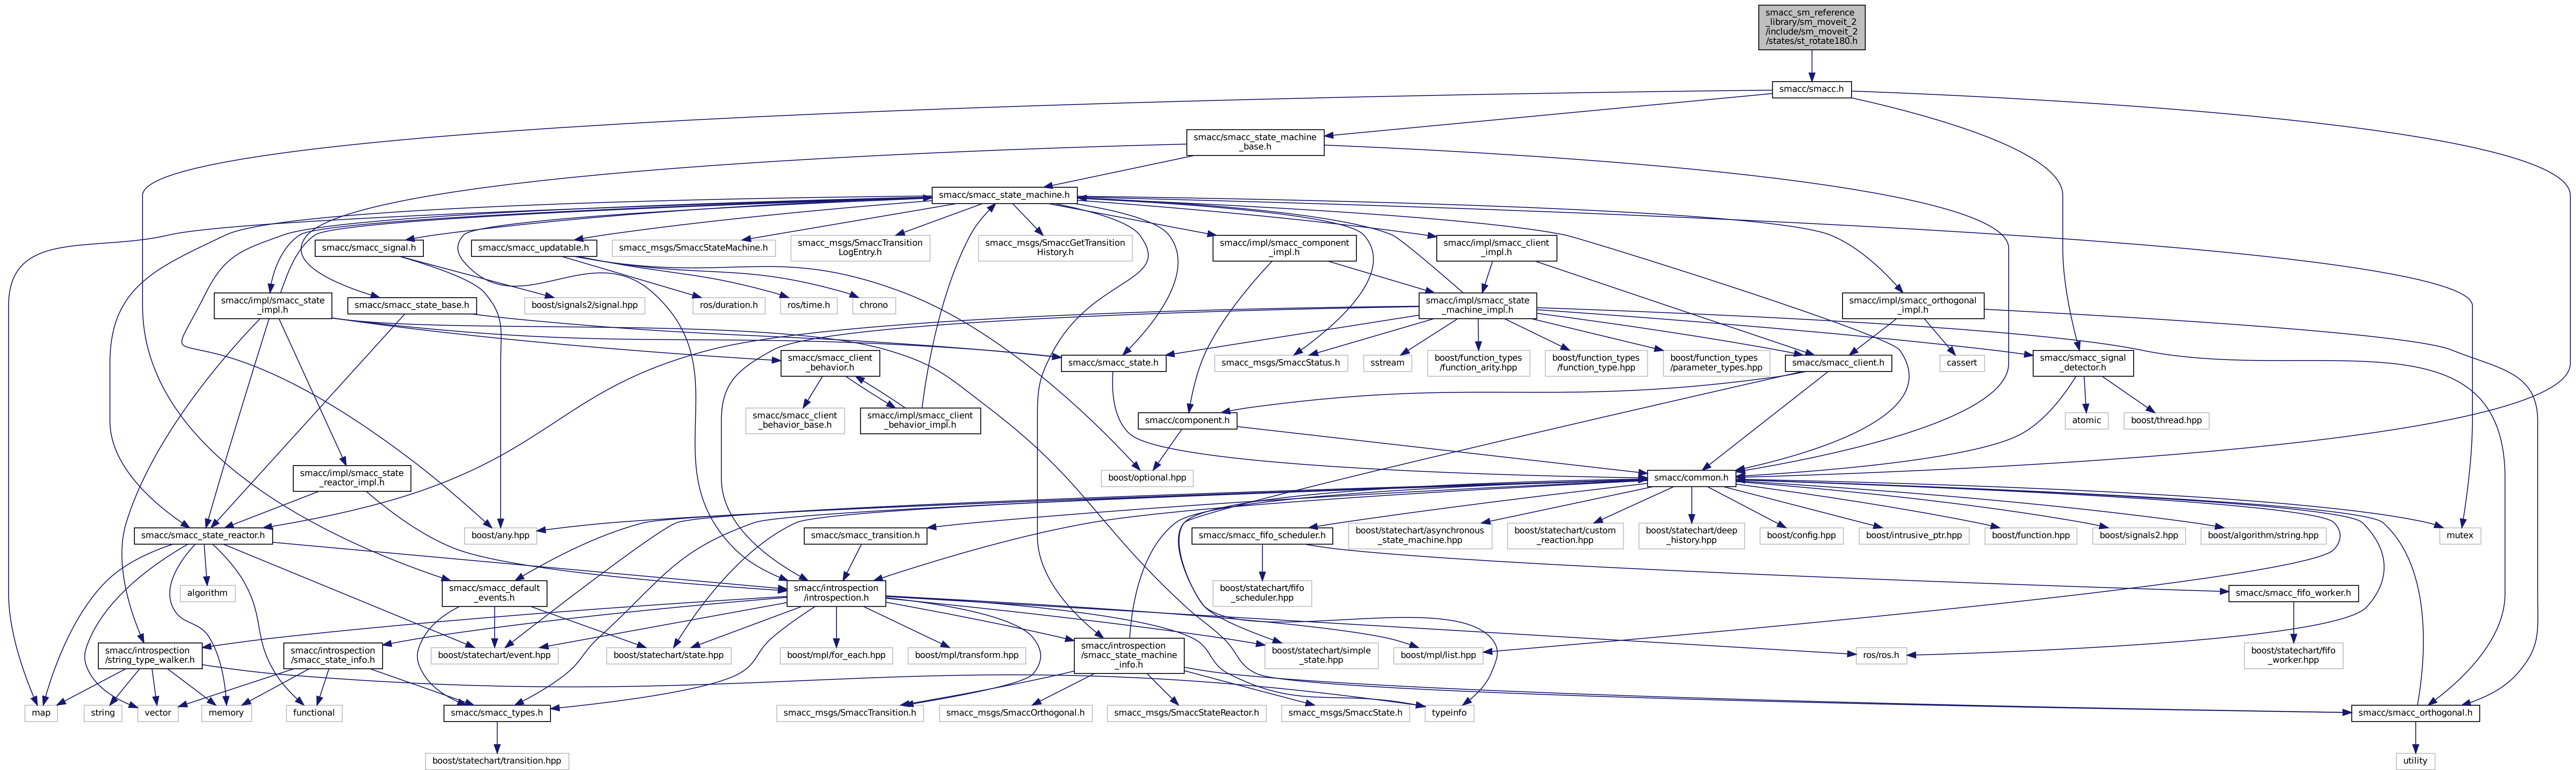 smacc_sm_reference
_library/sm_moveit_2
/include/sm_moveit_2
/states/st_rotate180.h
smacc/smacc.h
smacc/smacc_state_machine
_base.h
smacc/smacc_state_machine.h
smacc/smacc_signal.h
smacc/smacc_updatable.h
smacc_msgs/SmaccStateMachine.h
smacc_msgs/SmaccTransition
LogEntry.h
smacc_msgs/SmaccGetTransition
History.h
smacc/impl/smacc_component
_impl.h
smacc/impl/smacc_client
_impl.h
smacc/impl/smacc_state
_impl.h
smacc/smacc_state_base.h
boost/signals2/signal.hpp
ros/duration.h
ros/time.h
chrono
smacc/impl/smacc_state
_machine_impl.h
smacc/impl/smacc_orthogonal
_impl.h
smacc/smacc_client
_behavior.h
smacc/smacc_state.h
smacc_msgs/SmaccStatus.h
sstream
boost/function_types
/function_arity.hpp
boost/function_types
/function_type.hpp
boost/function_types
/parameter_types.hpp
smacc/smacc_client.h
cassert
smacc/smacc_signal
_detector.h
smacc/smacc_client
_behavior_base.h
smacc/impl/smacc_client
_behavior_impl.h
smacc/component.h
atomic
boost/thread.hpp
smacc/impl/smacc_state
_reactor_impl.h
boost/optional.hpp
smacc/common.h
smacc/smacc_state_reactor.h
boost/any.hpp
smacc/smacc_transition.h
smacc/smacc_fifo_scheduler.h
boost/statechart/asynchronous
_state_machine.hpp
boost/statechart/custom
_reaction.hpp
boost/statechart/deep
_history.hpp
boost/config.hpp
boost/intrusive_ptr.hpp
boost/function.hpp
boost/signals2.hpp
boost/algorithm/string.hpp
mutex
algorithm
smacc/smacc_default
_events.h
smacc/introspection
/introspection.h
boost/statechart/fifo
_scheduler.hpp
smacc/smacc_fifo_worker.h
smacc/introspection
/string_type_walker.h
smacc/introspection
/smacc_state_info.h
boost/statechart/event.hpp
boost/statechart/state.hpp
boost/mpl/for_each.hpp
boost/mpl/transform.hpp
smacc/introspection
/smacc_state_machine
_info.h
boost/statechart/simple
_state.hpp
boost/mpl/list.hpp
ros/ros.h
boost/statechart/fifo
_worker.hpp
map
string
vector
memory
functional
smacc/smacc_types.h
smacc_msgs/SmaccTransition.h
smacc_msgs/SmaccOrthogonal.h
smacc_msgs/SmaccStateReactor.h
smacc_msgs/SmaccState.h
typeinfo
smacc/smacc_orthogonal.h
boost/statechart/transition.hpp
utility